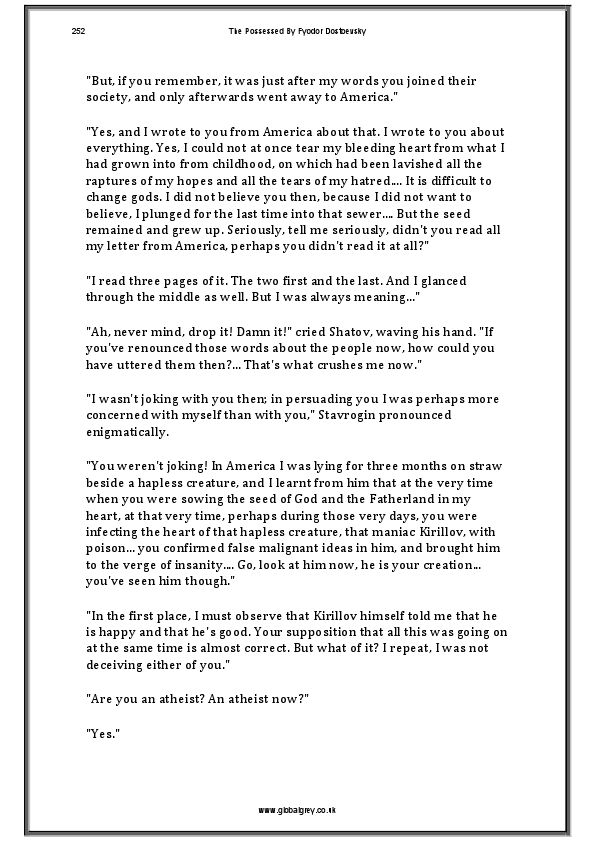 252
The Possessed By Fyodor Dostoevsky
"But, if you remember, it was just after my words you joined their
society, and only afterwards went away to America."
"Yes, and I wrote to you from America about that. I wrote to you about
everything. Yes, I could not at once tear my bleeding heart from what I
had grown into from childhood, on which had been lavished all the
raptures of my hopes and all the tears of my hatred.... It is difficult to
change gods. I did not believe you then, because I did not want to
believe, I plunged for the last time into that sewer.... But the seed
remained and grew up. Seriously, tell me seriously, didn't you read all
my letter from America, perhaps you didn't read it at all?"
"I read three pages of it. The two first and the last. And I glanced
through the middle as well. But I was always meaning..."
"Ah, never mind, drop it! Damn it!" cried Shatov, waving his hand. "If
you've renounced those words about the people now, how could you
have uttered them then?... That's what crushes me now."
"I wasn't joking with you then; in persuading you I was perhaps more
concerned with myself than with you," Stavrogin pronounced
enigmatically.
"You weren't joking! In America I was lying for three months on straw
beside a hapless creature, and I learnt from him that at the very time
when you were sowing the seed of God and the Fatherland in my
heart, at that very time, perhaps during those very days, you were
infecting the heart of that hapless creature, that maniac Kirillov, with
poison... you confirmed false malignant ideas in him, and brought him
to the verge of insanity.... Go, look at him now, he is your creation...
you've seen him though."
"In the first place, I must observe that Kirillov himself told me that he
is happy and that he's good. Your supposition that all this was going on
at the same time is almost correct. But what of it? I repeat, I was not
deceiving either of you."
"Are you an atheist? An atheist now?"
"Yes."
www.globalgrey.co.uk